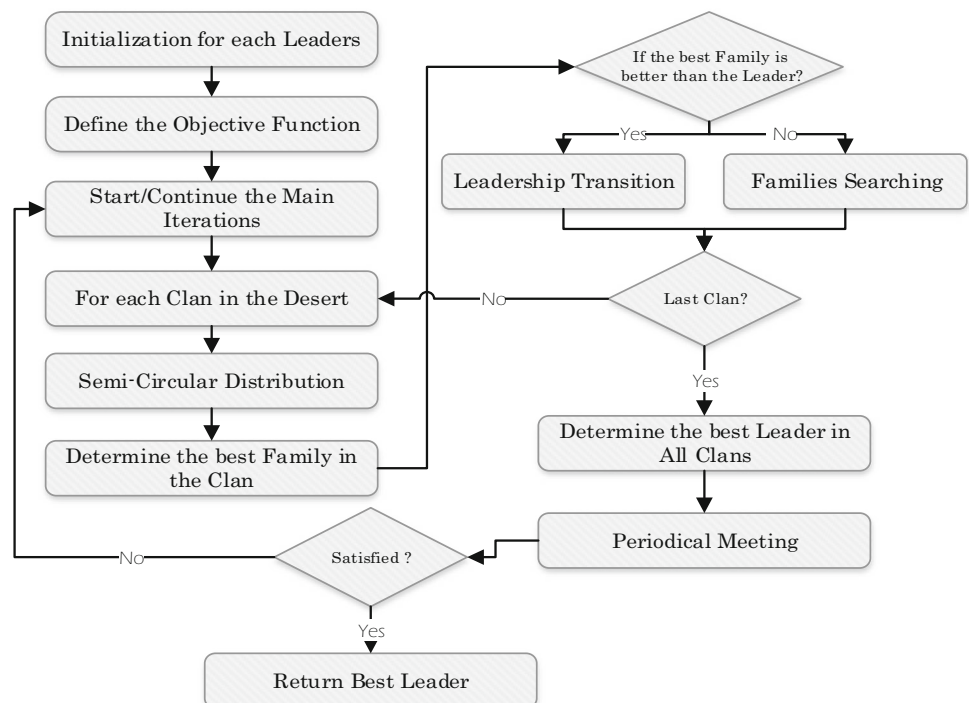 Initialization for each Leaders
Define the Objective Function
Start/Continue the Main
Iterations
For each Clan in the Desert
Semi-Circular Distribution
Determine the best Family in
the Clan
If the best Family is
better than the Leader?
Yes
No
Leadership Transition
Families Searching
Last Clan?
No
Yes
Determine the best Leader in
All Clans
Periodical Meeting
Satisfied ?
No
Yes
Return Best Leader